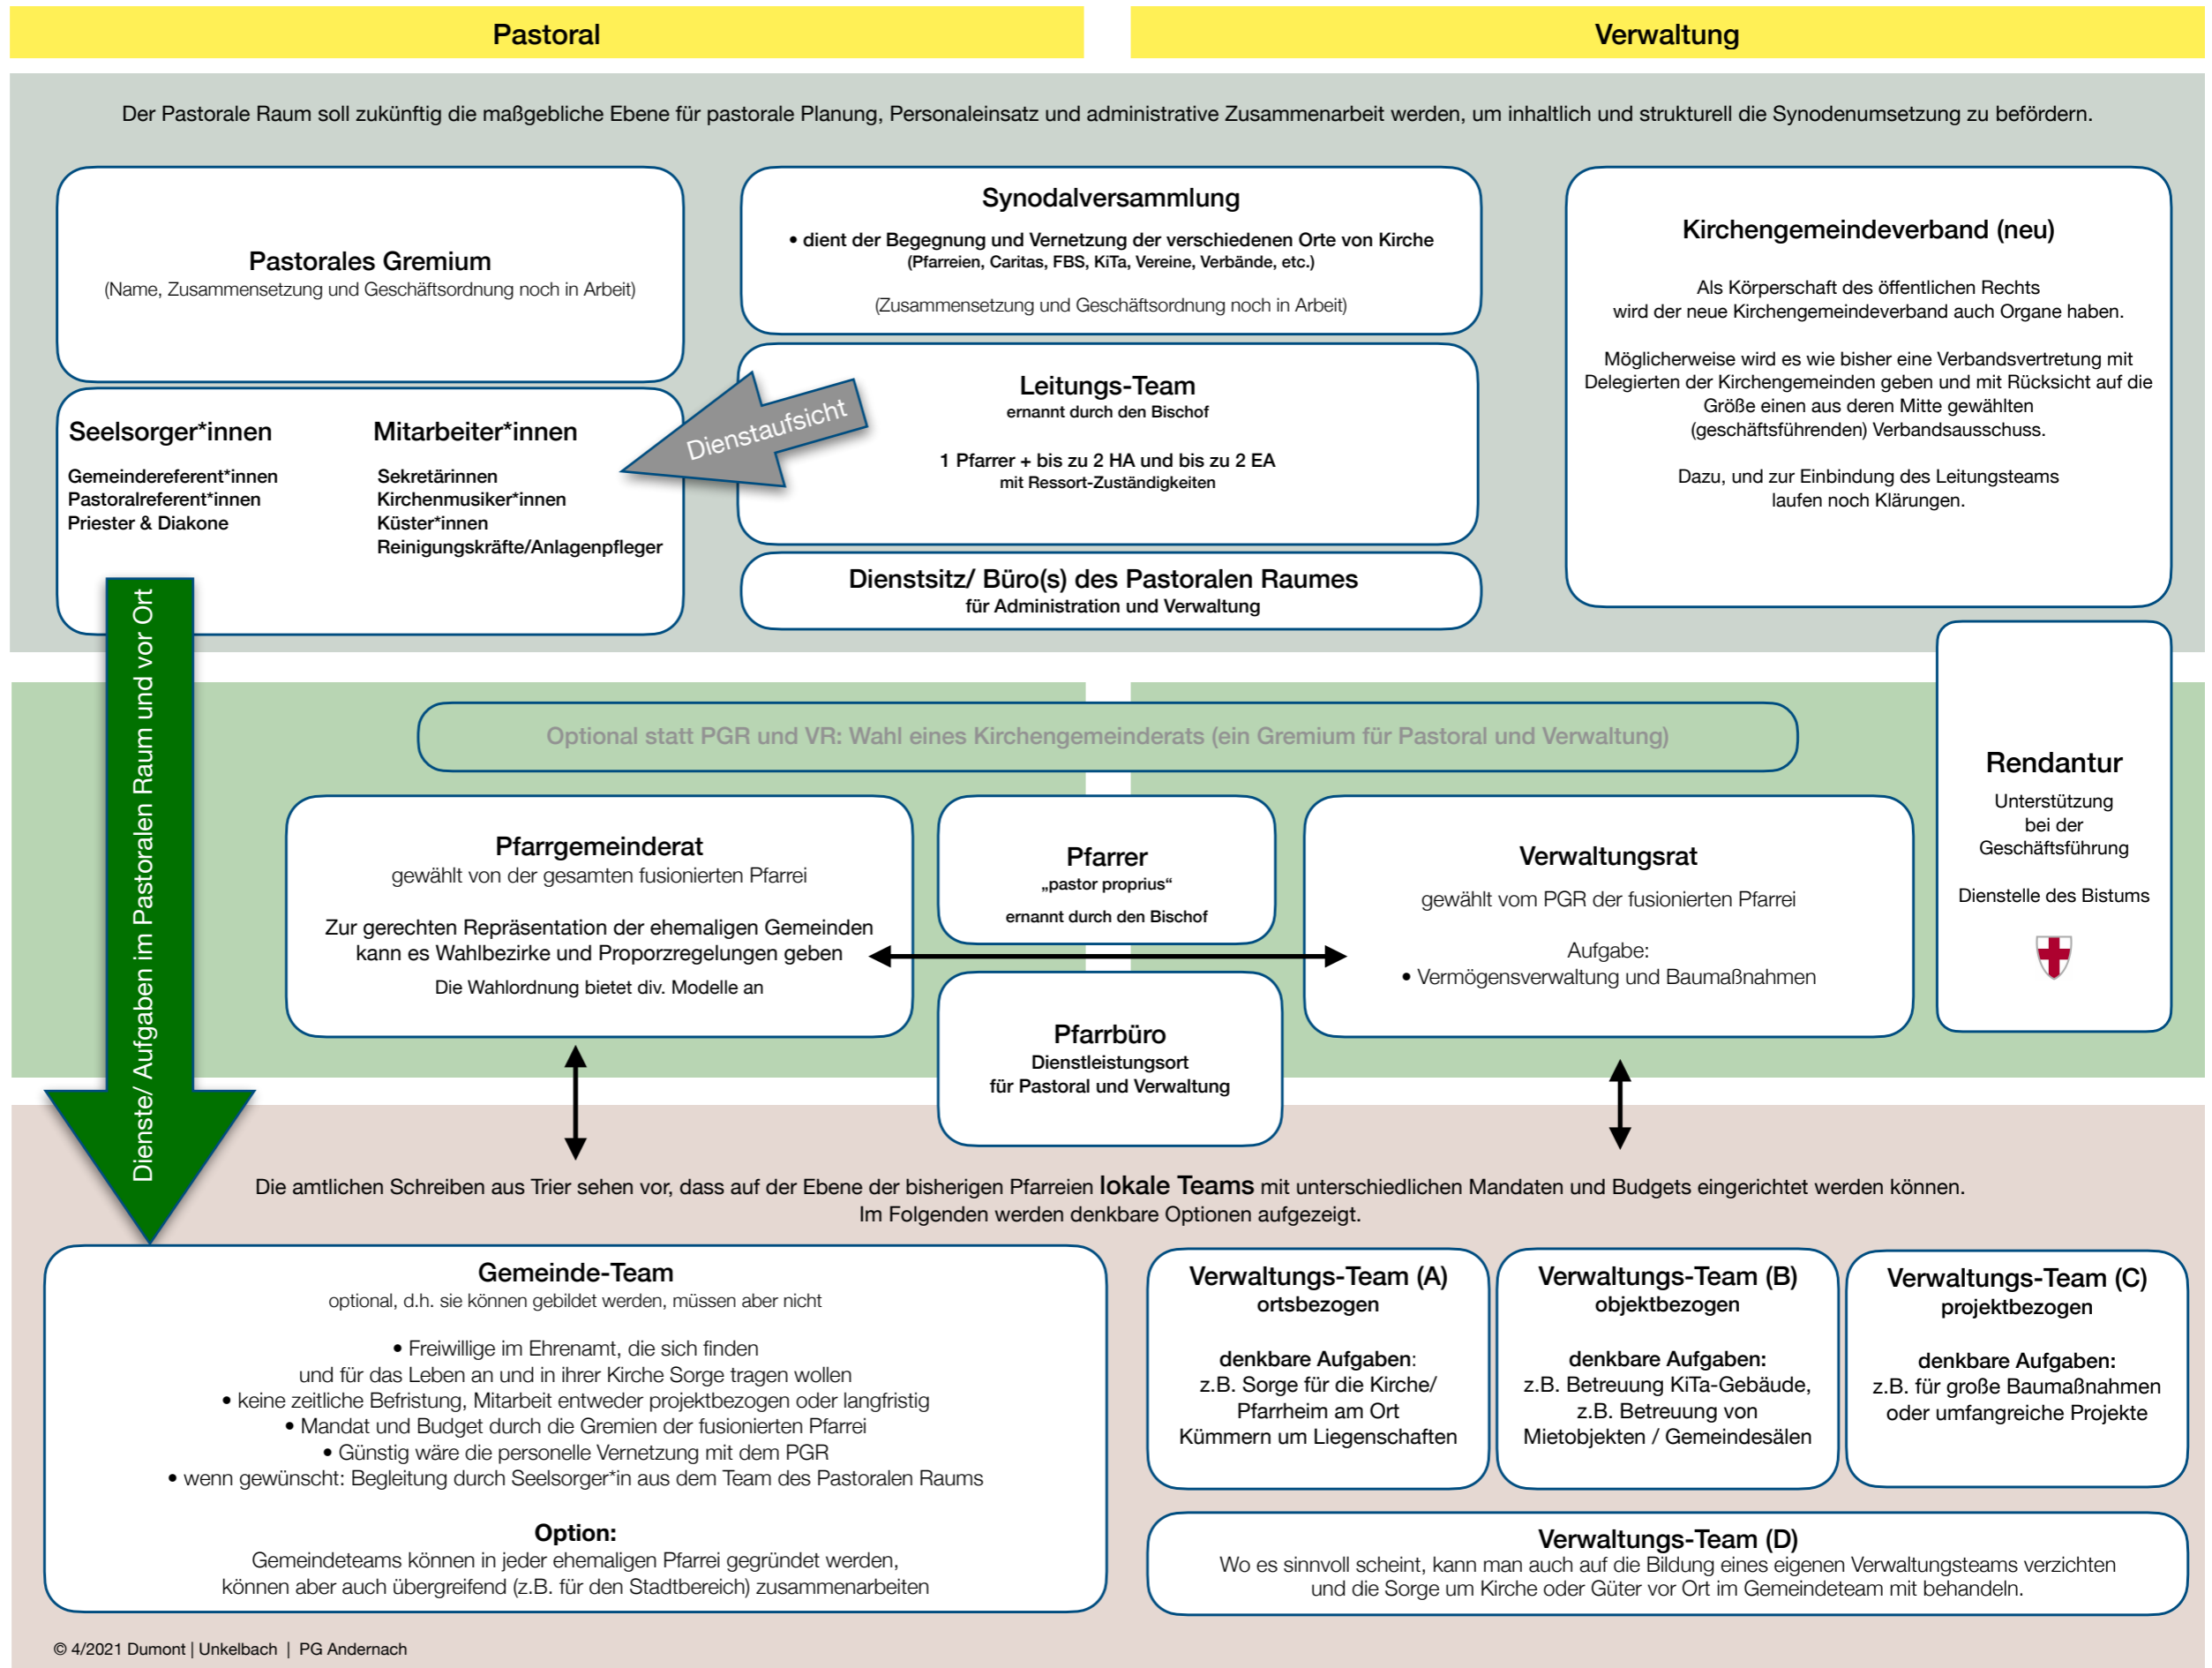 Pastoral
Verwaltung
Der Pastorale Raum soll zukünftig die maßgebliche Ebene für pastorale Planung, Personaleinsatz und administrative Zusammenarbeit werden, um inhaltlich und strukturell die Synodenumsetzung zu befördern.
Pastorales Gremium
(Name, Zusammensetzung und Geschäftsordnung noch in Arbeit)
Synodalversammlung
• dient der Begegnung und Vernetzung der verschiedenen Orte von Kirche
(Pfarreien, Caritas, FBS, KiTa, Vereine, Verbände, etc.)
(Zusammensetzung und Geschäftsordnung noch in Arbeit)
Kirchengemeindeverband (neu)
Als Körperschaft des öffentlichen Rechts
wird der neue Kirchengemeindeverband auch Organe haben.
Möglicherweise wird es wie bisher eine Verbandsvertretung mit
Delegierten der Kirchengemeinden geben und mit Rücksicht auf die
Größe einen aus deren Mitte gewählten
(geschäftsführenden) Verbandsausschuss.
Dazu, und zur Einbindung des Leitungsteams
laufen noch Klärungen.
Seelsorger*innen
Gemeindereferent*innen
Pastoralreferent*innen
Priester & Diakone
Mitarbeiter*innen
Sekretärinnen
Kirchenmusiker*innen
Küster*innen
Reinigungskräfte/Anlagenpfleger
Dienstaufsicht
Leitungs-Team
ernannt durch den Bischof
1 Pfarrer + bis zu 2 HA und bis zu 2 EA
mit Ressort-Zuständigkeiten
Dienstsitz/ Büro(s) des Pastoralen Raumes
für Administration und Verwaltung
Dienste/ Aufgaben im Pastoralen Raum und vor Ort
Optional statt PGR und VR: Wahl eines Kirchengemeinderats (ein Gremium für Pastoral und Verwaltung)
Pfarrgemeinderat
gewählt von der gesamten fusionierten Pfarrei
Zur gerechten Repräsentation der ehemaligen Gemeinden
kann es Wahlbezirke und Proporzregelungen geben
Die Wahlordnung bietet div. Modelle an
Pfarrer
„pastor proprius“
ernannt durch den Bischof
Pfarrbüro
Dienstleistungsort
für Pastoral und Verwaltung
Verwaltungsrat
gewählt vom PGR der fusionierten Pfarrei
Aufgabe:
• Vermögensverwaltung und Baumaßnahmen
Rendantur
Unterstützung
bei der
Geschäftsführung
Dienstelle des Bistums
Die amtlichen Schreiben aus Trier sehen vor, dass auf der Ebene der bisherigen Pfarreien lokale Teams mit unterschiedlichen Mandaten und Budgets eingerichtet werden können.
Im Folgenden werden denkbare Optionen aufgezeigt.
Gemeinde-Team
optional, d.h. sie können gebildet werden, müssen aber nicht
• Freiwillige im Ehrenamt, die sich finden
und für das Leben an und in ihrer Kirche Sorge tragen wollen
• keine zeitliche Befristung, Mitarbeit entweder projektbezogen oder langfristig
• Mandat und Budget durch die Gremien der fusionierten Pfarrei
• Günstig wäre die personelle Vernetzung mit dem PGR
• wenn gewünscht: Begleitung durch Seelsorger*in aus dem Team des Pastoralen Raums
Option:
Gemeindeteams können in jeder ehemaligen Pfarrei gegründet werden,
können aber auch übergreifend (z.B. für den Stadtbereich) zusammenarbeiten
Verwaltungs-Team (A)
ortsbezogen
denkbare Aufgaben:
z.B. Sorge für die Kirche/
Pfarrheim am Ort
Kümmern um Liegenschaften
Verwaltungs-Team (B)
objektbezogen
denkbare Aufgaben:
z.B. Betreuung KiTa-Gebäude,
z.B. Betreuung von
Mietobjekten / Gemeindesälen
Verwaltungs-Team (C)
projektbezogen
denkbare Aufgaben:
z.B. für große Baumaßnahmen
oder umfangreiche Projekte
Verwaltungs-Team (D)
Wo es sinnvoll scheint, kann man auch auf die Bildung eines eigenen Verwaltungsteams verzichten
und die Sorge um Kirche oder Güter vor Ort im Gemeindeteam mit behandeln.
© 4/2021 Dumont | Unkelbach | PG Andernach